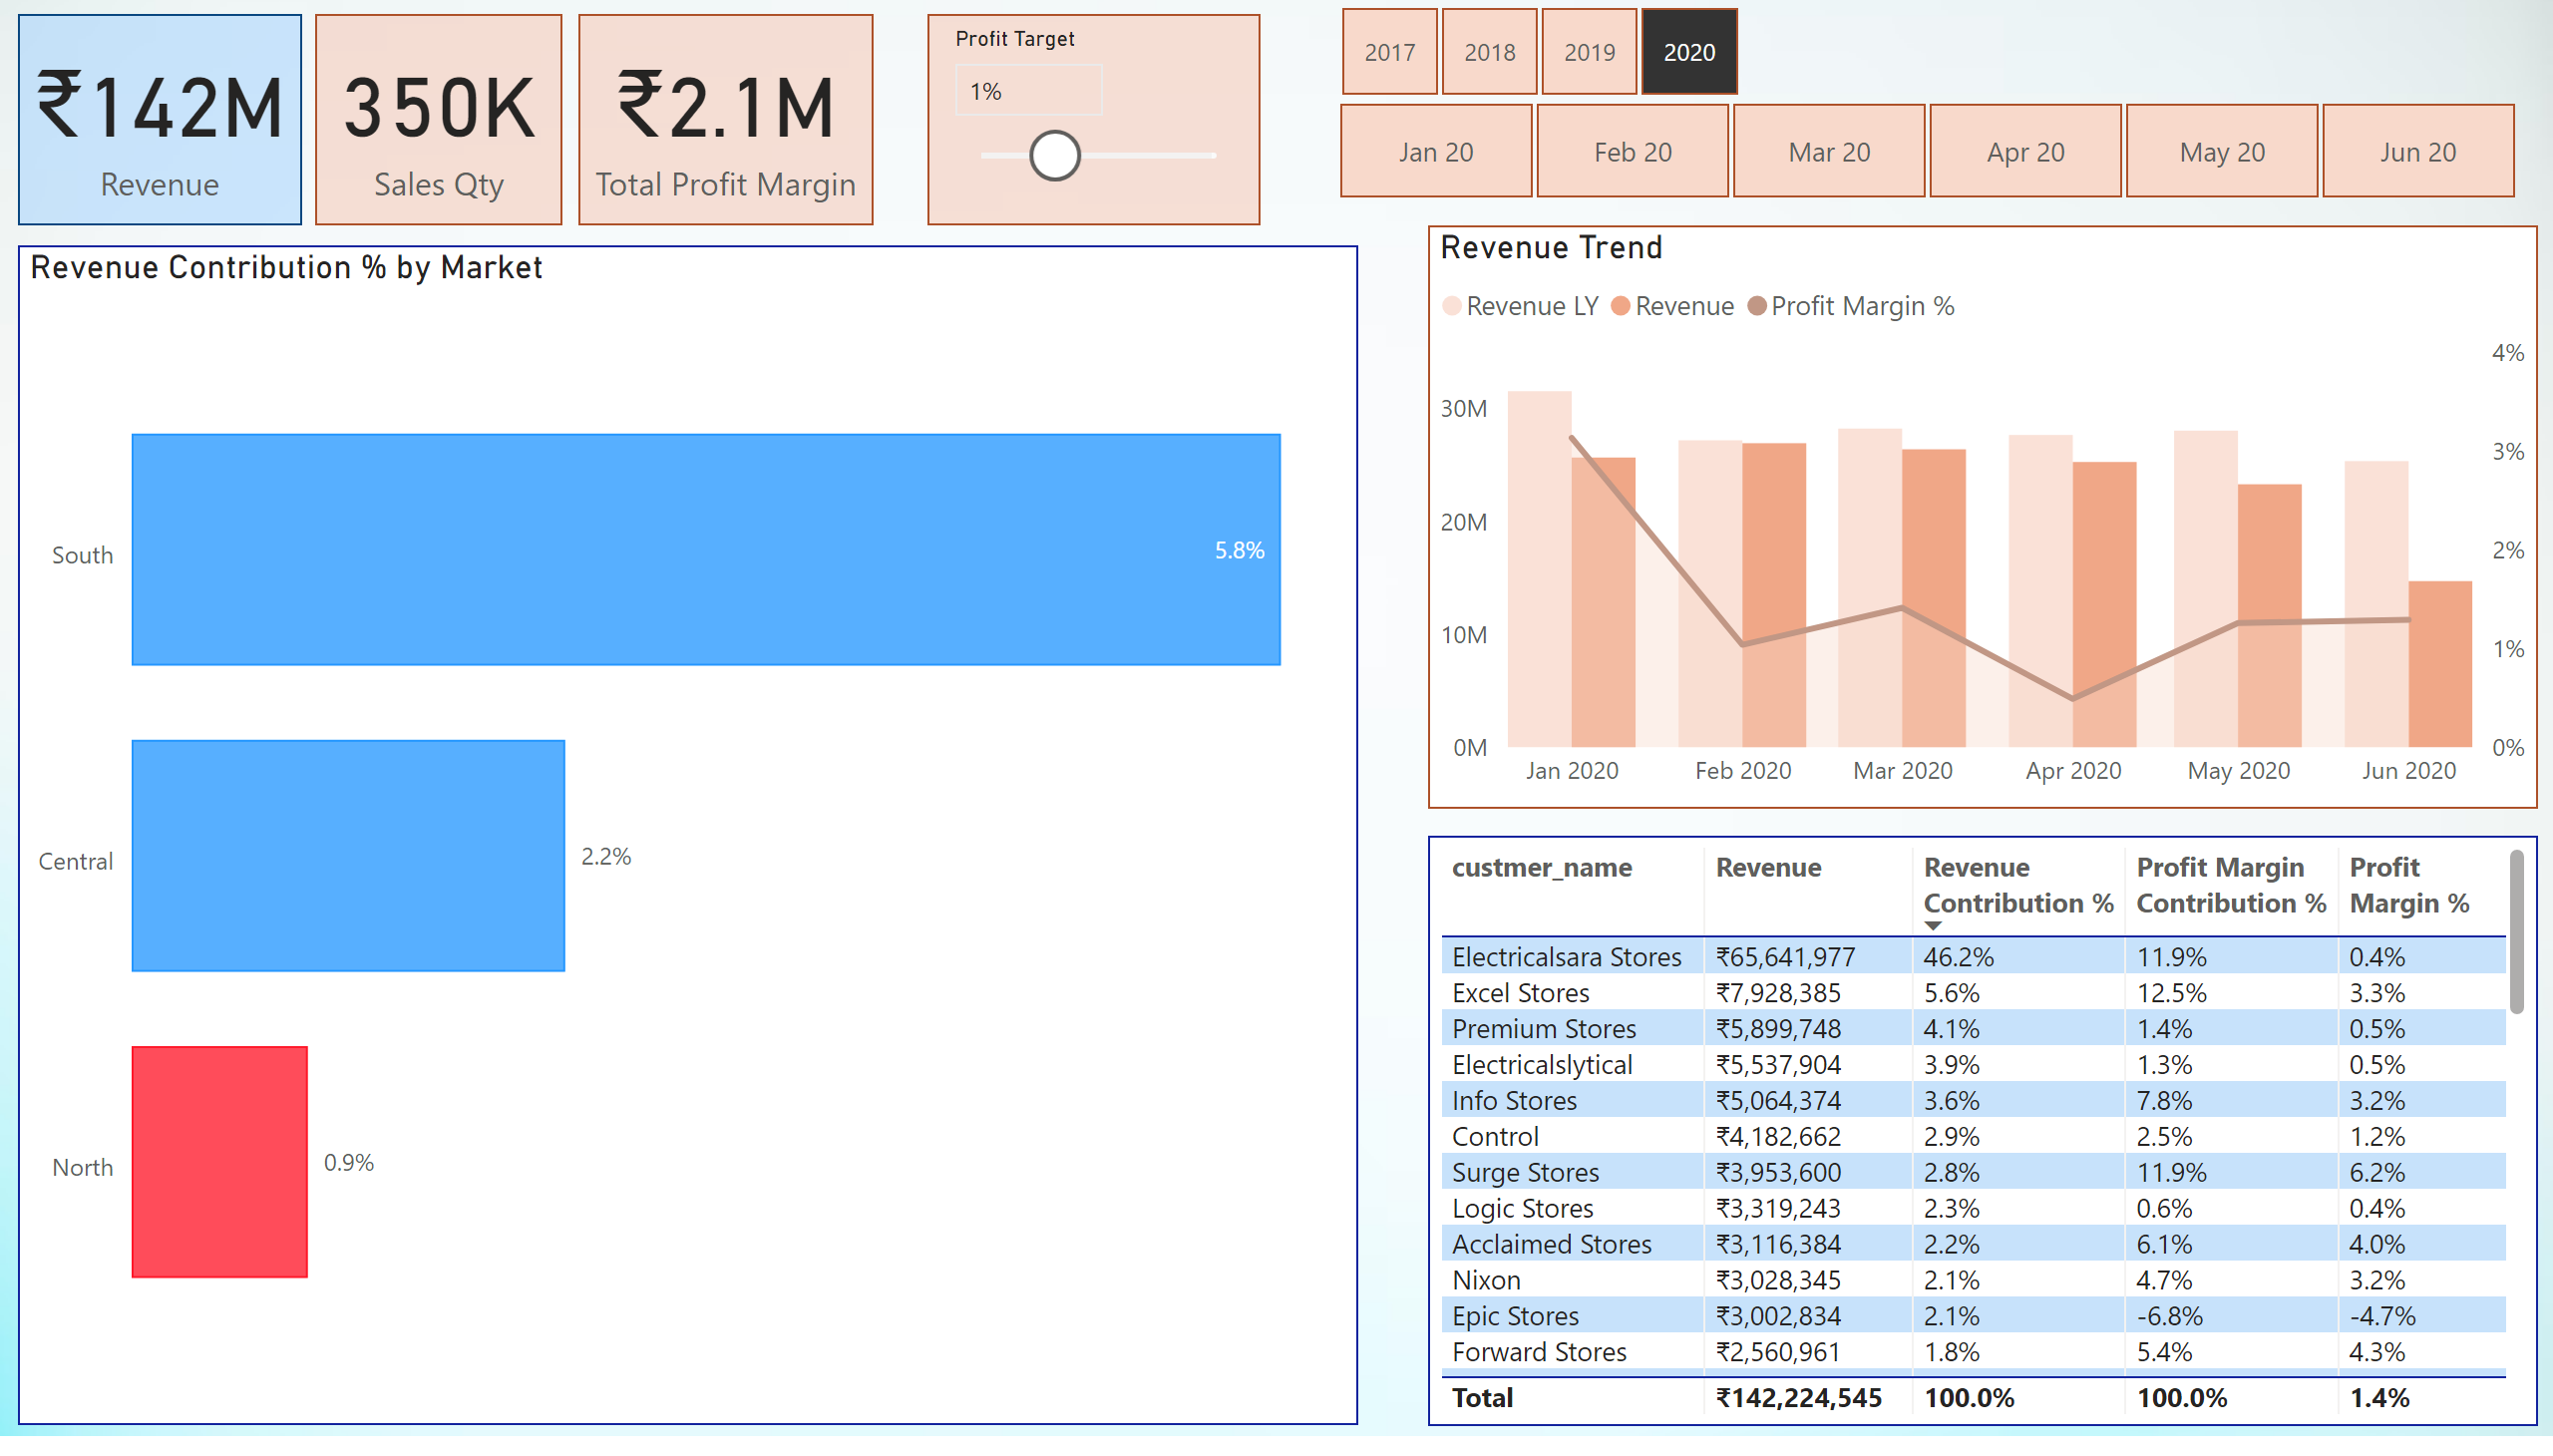 ₹142M
Revenue
350K
Sales Qty
₹2.1M
Total Profit Margin
Profit Target
1%
2017 2018 2019 2020
Jan 20 Feb 20 Mar 20 Apr 20 May 20 Jun 20
Revenue Contribution % by Market
South 5.8%
Central 2.2%
North 0.9%
Revenue Trend
Revenue LY Revenue Profit Margin %
4%
30M
3%
20M
2%
10M
1%
0M 0%
Jan 2020 Feb 2020 Mar 2020 Apr 2020 May 2020 Jun 2020
custmer_name Revenue Revenue Profit Margin Profit
Contribution % Contribution % Margin %
Electricalsara Stores ₹65,641,977 46.2% 11.9% 0.4%
Excel Stores ₹7,928,385 5.6% 12.5% 3.3%
Premium Stores ₹5,899,748 4.1% 1.4% 0.5%
Electricalslytical ₹5,537,904 3.9% 1.3% 0.5%
Info Stores ₹5,064,374 3.6% 7.8% 3.2%
Control ₹4,182,662 2.9% 2.5% 1.2%
Surge Stores ₹3,953,600 2.8% 11.9% 6.2%
Logic Stores ₹3,319,243 2.3% 0.6% 0.4%
Acclaimed Stores ₹3,116,384 2.2% 6.1% 4.0%
Nixon ₹3,028,345 2.1% 4.7% 3.2%
Epic Stores ₹3,002,834 2.1% -6.8% -4.7%
Forward Stores ₹2,560,961 1.8% 5.4% 4.3%
Total ₹142,224,545 100.0% 100.0% 1.4%